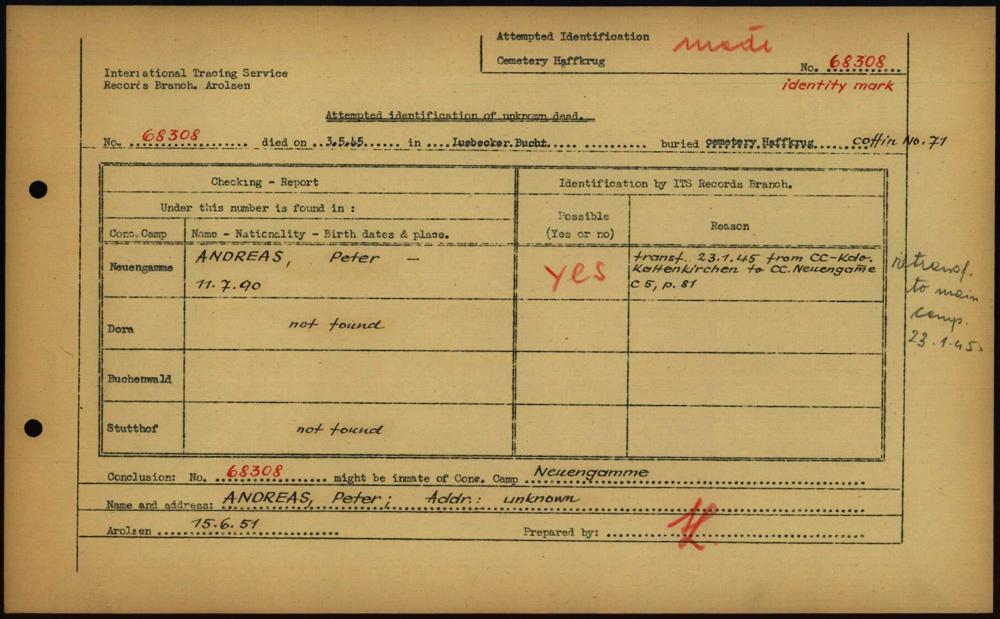 Attempted Identification
Cemetery Haffkrug
made
No. 68308
identity mark
International Tracing Service
Records Branch. Arolsen
Attempted identification of unknown dead.
No. 68308 died on 3.5.45 in Luebecker Bucht buried cemetery Haffkrug coffin No. 71
Checking - Report
Identification by ITS Records Branch.
Under this number is found in :
Possible
(Yes or no)
Reason
Conc. Camp
Name - Nationality - Birth dates & place.
Neuengamme
ANDREAS, Peter -
11.7.90
yes
transf. 23.1.45 from CC-Kdo.
Kaltenkirchen to CC. Neuengamme
C 5, p. 81
retransf.
to main
camp.
23.1.45
Dora
not found
Buchenwald
Stutthof
not found
Conclusion: No. 68308 might be inmate of Conc. Camp Neuengamme
Name and address: ANDREAS, Peter; Addr.: unknown
Arolsen 15.6.51
Prepared by: